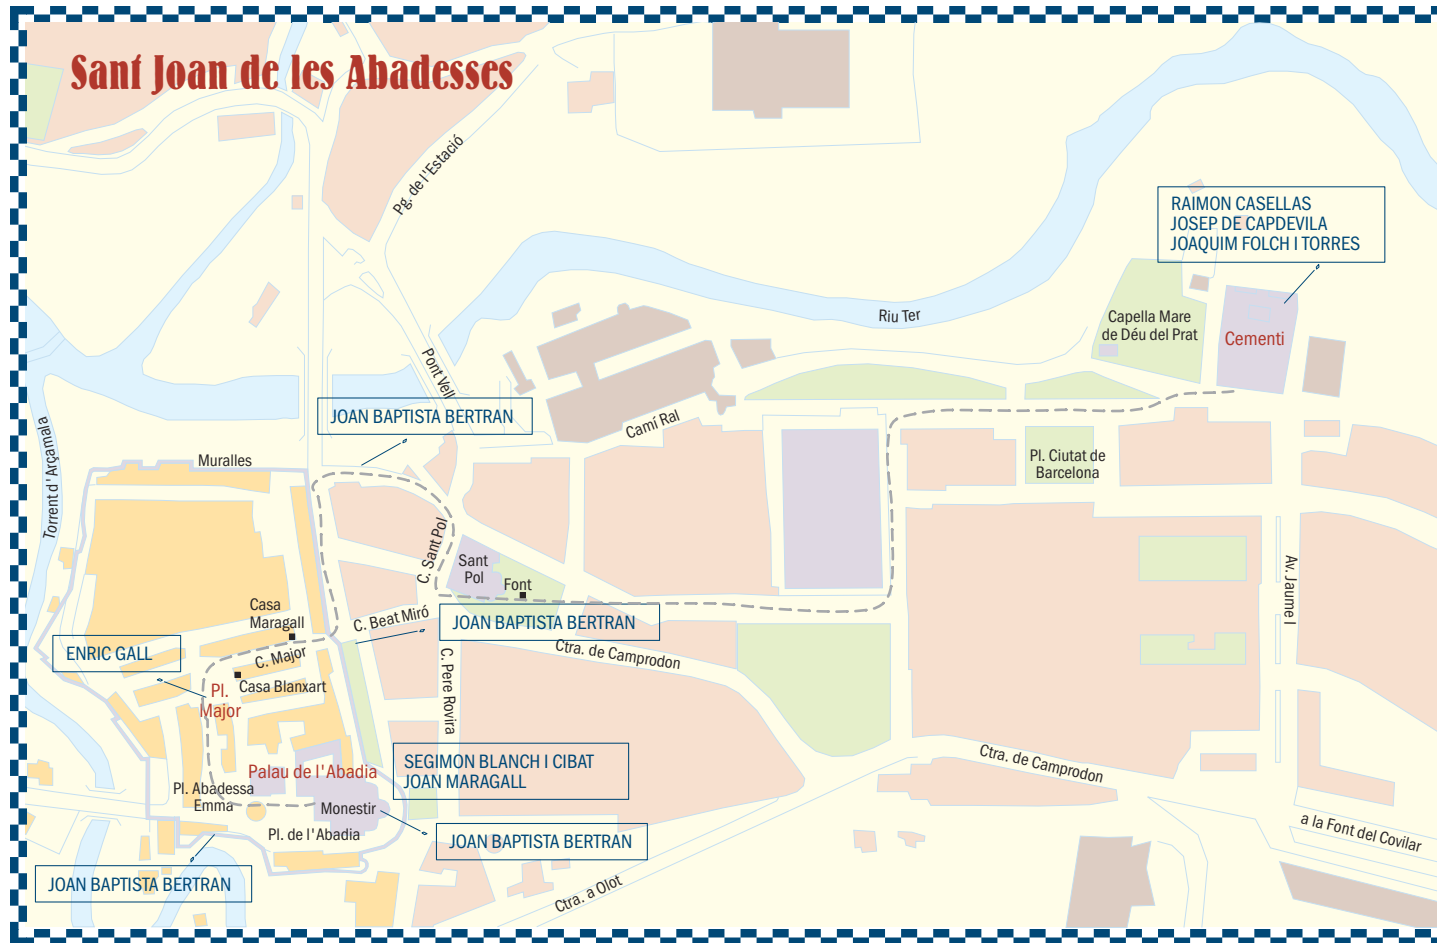 Sant Joan de les Abadesses
Pg. de l'Estació
RAIMON CASELLAS
JOSEP DE CAPDEVILA
JOAQUIM FOLCH I TORRES
Riu Ter
Capella Mare
de Déu del Prat
Cementi
Pont Vell
JOAN BAPTISTA BERTRAN
Camí Ral
Torrent d'Arçamala
Muralles
Pl. Ciutat de
Barcelona
C. Sant Pol
Sant
Pol
Font
Av. Jaume I
Casa
Maragall
C. Beat Miró
JOAN BAPTISTA BERTRAN
ENRIC GALL
C. Major
Ctra. de Camprodon
Casa Blanxart
Pl.
Major
C. Pere Rovira
SEGIMON BLANCH I CIBAT
JOAN MARAGALL
Ctra. de Camprodon
Palau de l'Abadia
Pl. Abadessa
Emma
Monestir
Pl. de l'Abadia
JOAN BAPTISTA BERTRAN
a la Font del Covilar
JOAN BAPTISTA BERTRAN
Ctra. a Olot